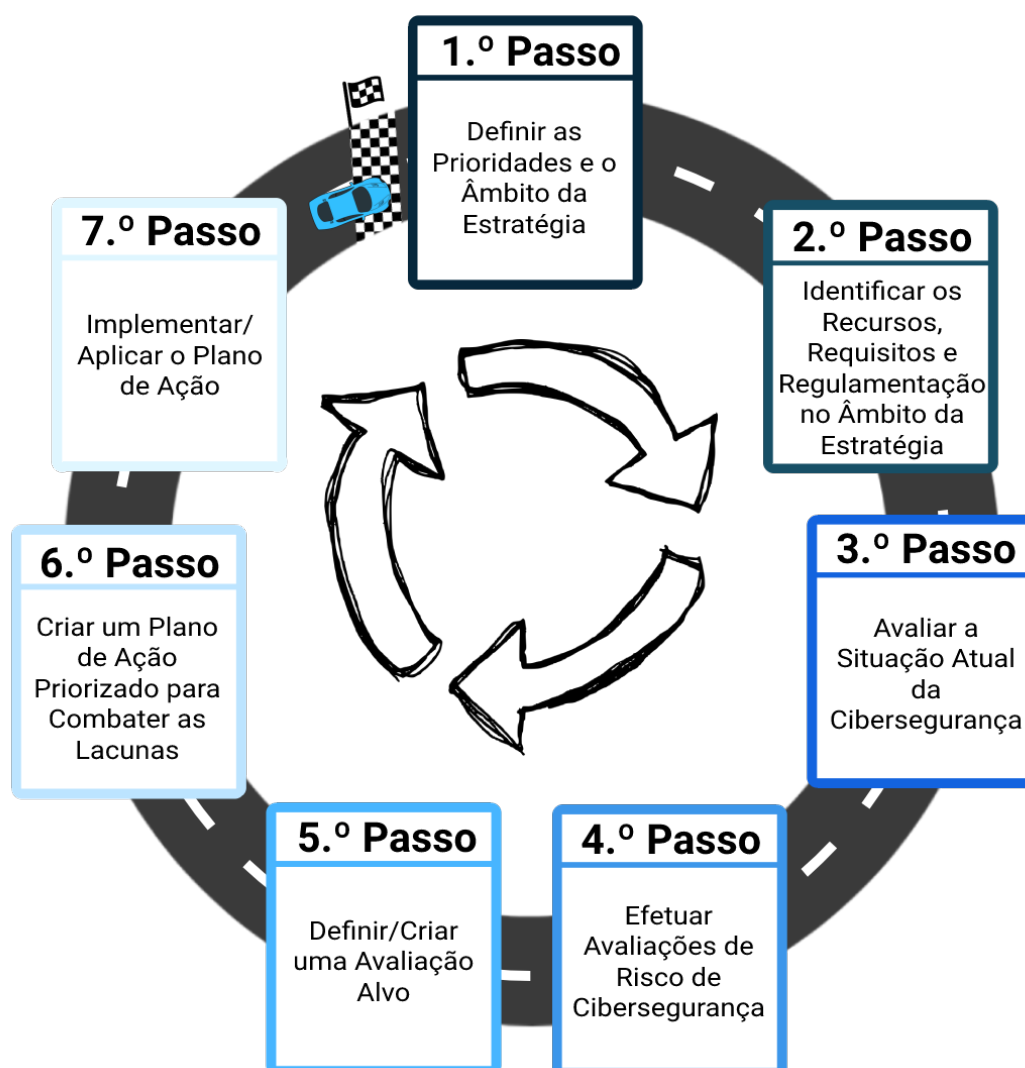 1.º Passo
Definir as
Prioridades e o
Âmbito da
Estratégia
2.º Passo
Identificar os
Recursos,
Requisitos e
Regulamentação
no Âmbito da
Estratégia
3.º Passo
Avaliar a
Situação Atual
da
Cibersegurança
4.º Passo
Efetuar
Avaliações de
Risco de
Cibersegurança
5.º Passo
Definir/Criar
uma Avaliação
Alvo
6.º Passo
Criar um Plano
de Ação
Priorizado para
Combater as
Lacunas
7.º Passo
Implementar/
Aplicar o Plano
de Ação